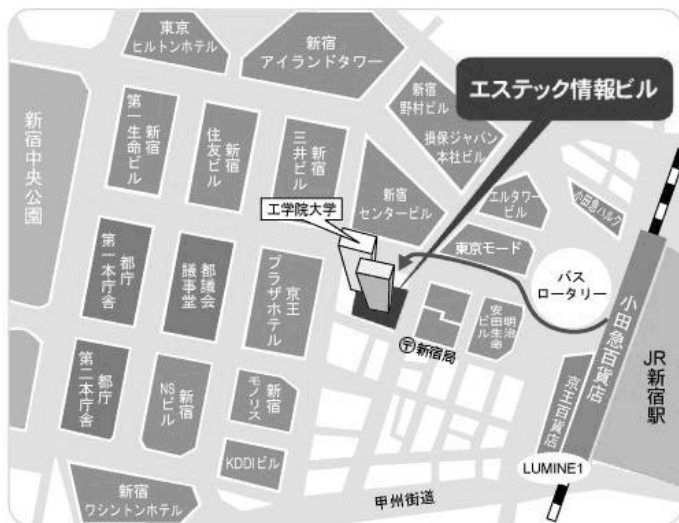 東京
ヒルトンホテル
新宿
アイランドタワー
エステック情報ビル
新宿
野村ビル
損保ジャパン
本社ビル
新宿中央公園
新宿
第一生命ビル
新宿
住友ビル
新宿
三井ビル
新宿
センタービル
エルタワー
ビル
小田急ハルク
工学院大学
東京モード
バス
ロータリー
都庁
第一本庁舎
都議会
議事堂
京王
プラザホテル
明治
安田生命
ビル
〒新宿局
小田急百貨店
京王百貨店
JR新宿駅
都庁
第二本庁舎
新宿
NSビル
新宿
モノリス
KDDIビル
LUMINE1
新宿
ワシントンホテル
甲州街道